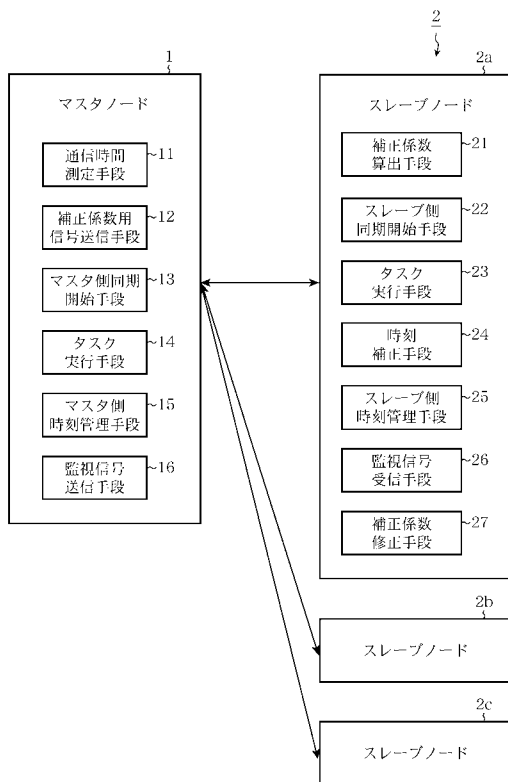 1
マスタノード
通信時間
測定手段
11
補正係数用
信号送信手段
12
マスタ側同期
開始手段
13
タスク
実行手段
14
マスタ側
時刻管理手段
15
監視信号
送信手段
16
2
2a
スレーブノード
補正係数
算出手段
21
スレーブ側
同期開始手段
22
タスク
実行手段
23
時刻
補正手段
24
スレーブ側
時刻管理手段
25
監視信号
受信手段
26
補正係数
修正手段
27
2b
スレーブノード
2c
スレーブノード